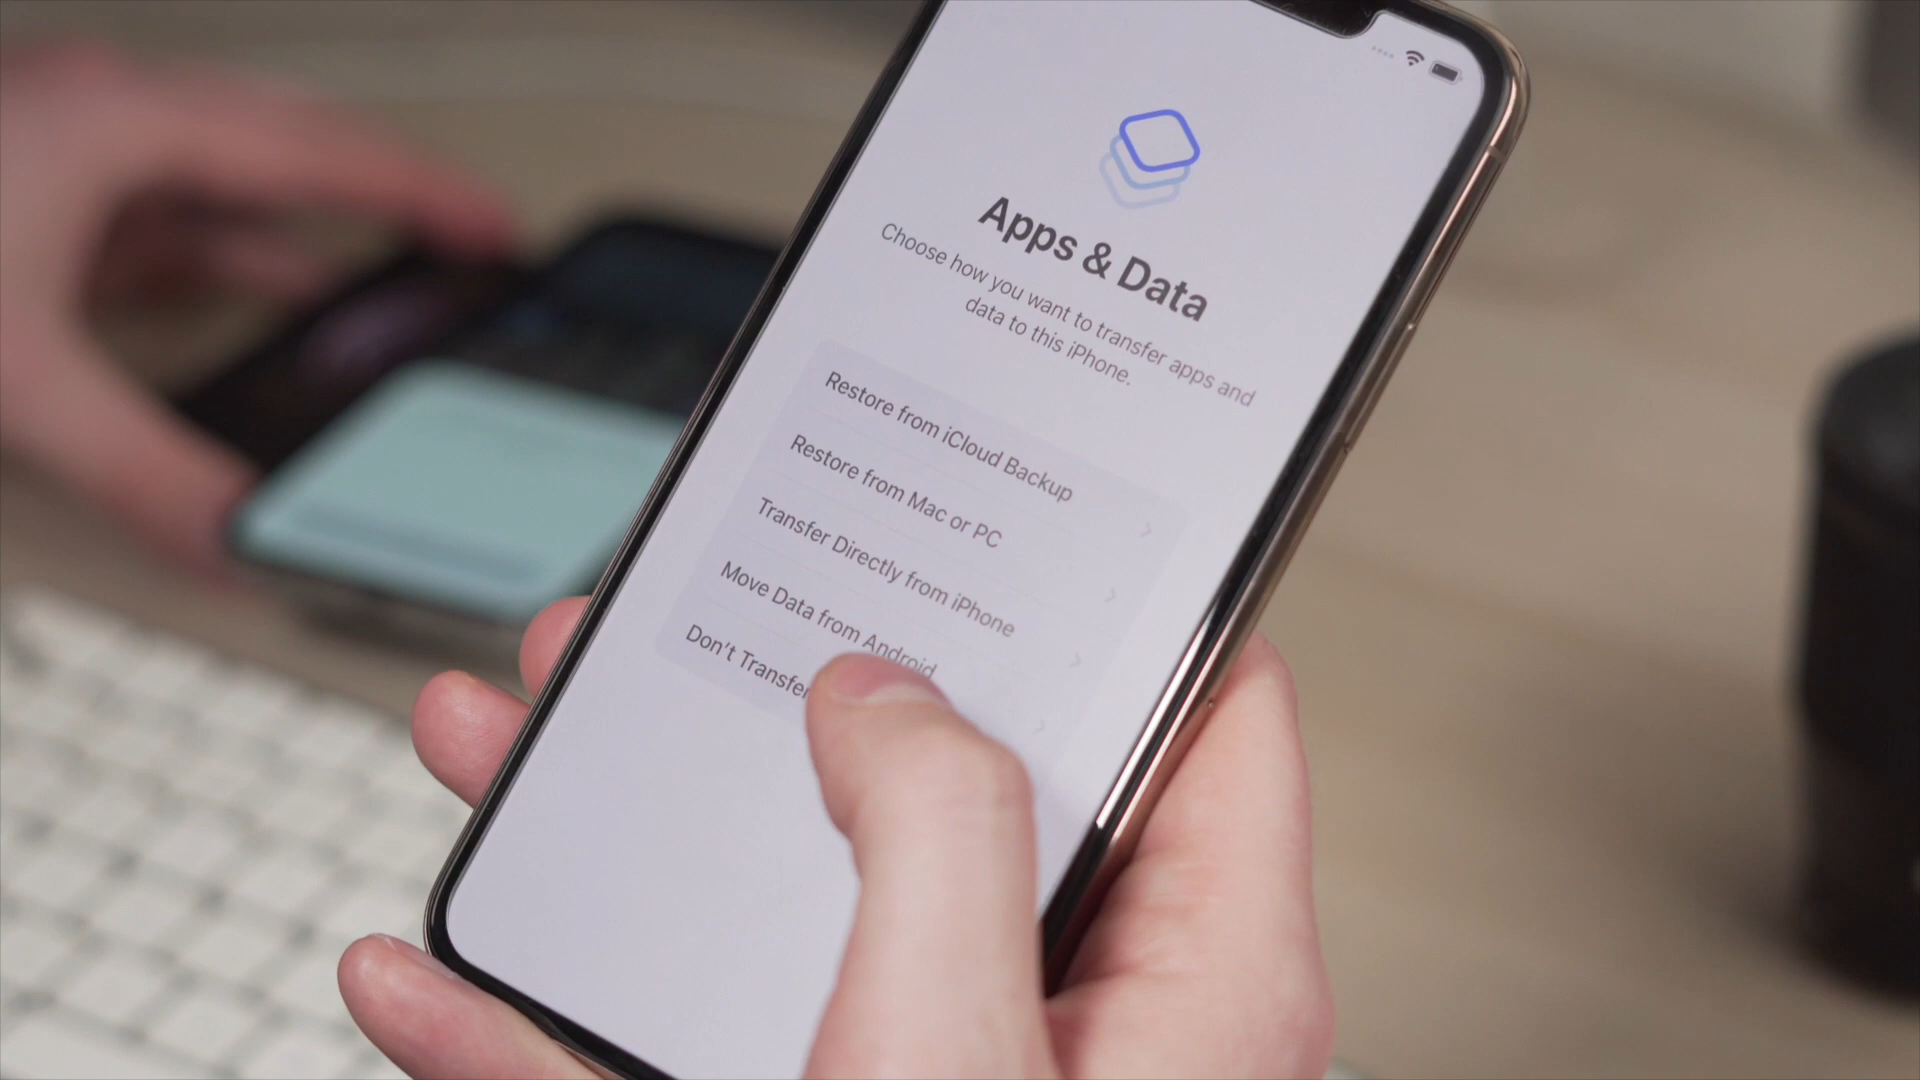 Apps & Data
Choose how you want to transfer apps and
data to this iPhone.
Restore from iCloud Backup
Restore from Mac or PC
Transfer Directly from iPhone
Move Data from Android
Don't Transfer